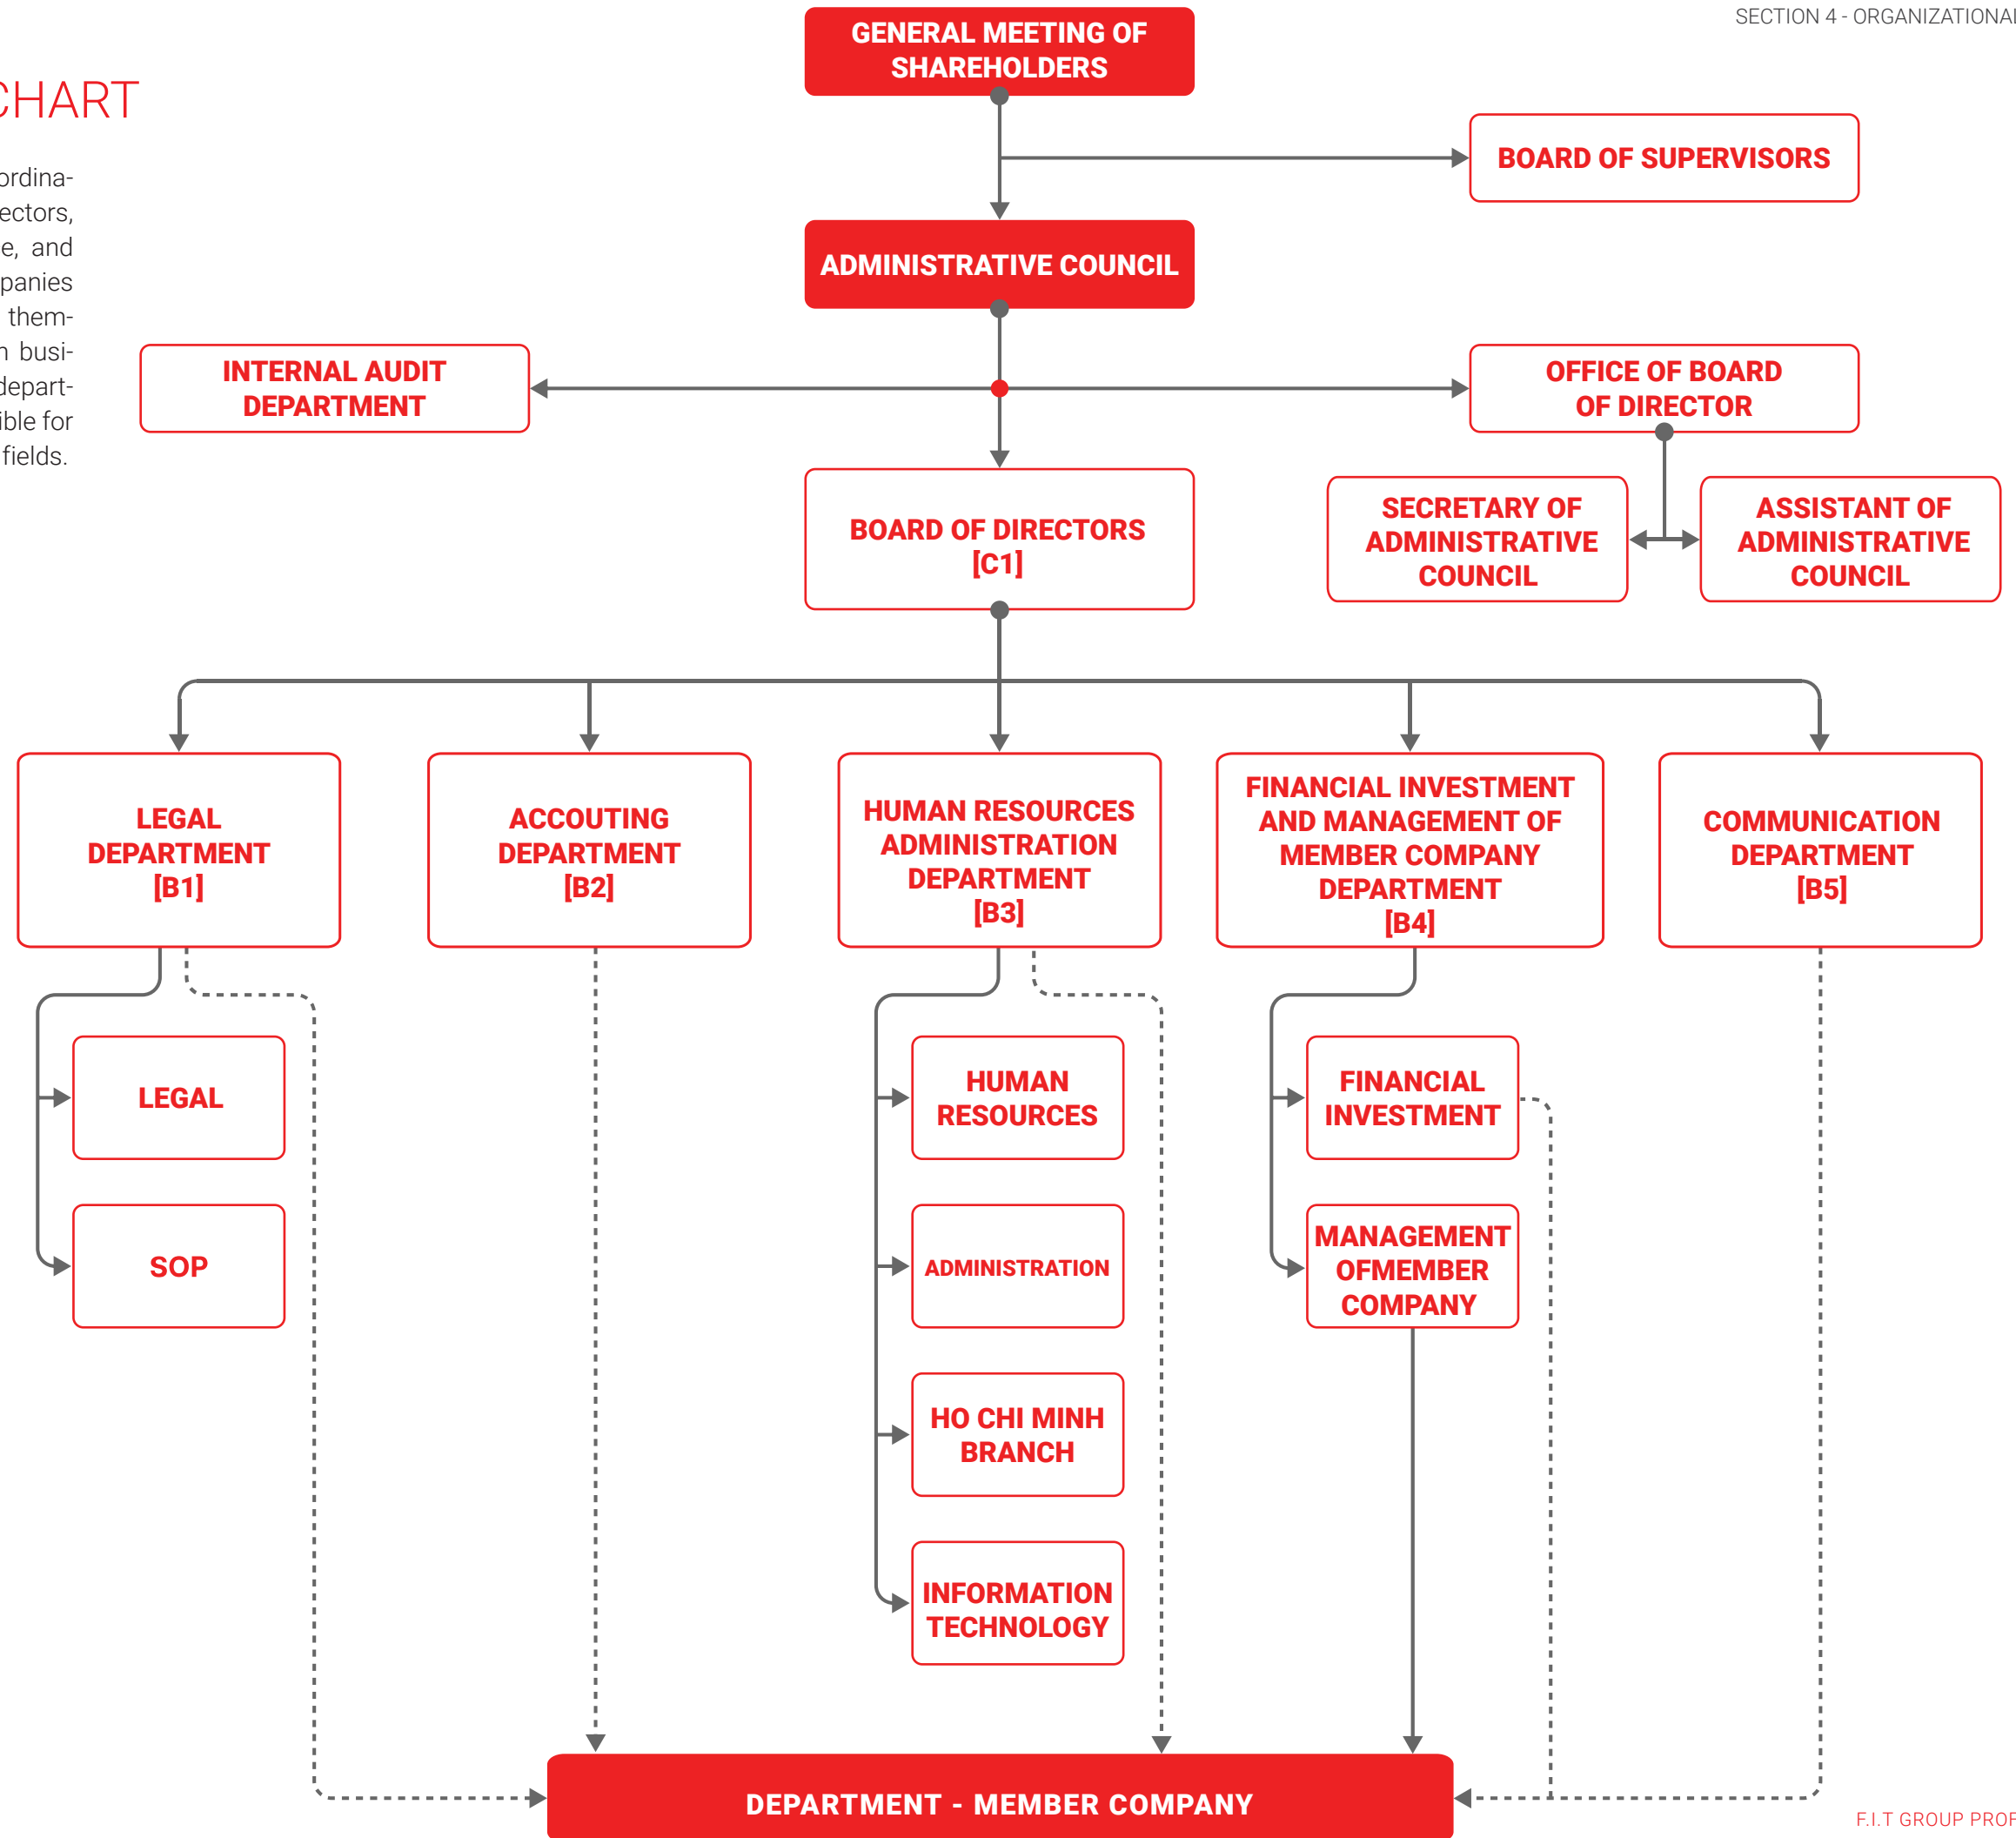 SECTION 4 - ORGANIZATIONAL
CHART
ordina-
ectors,
e, and
panies
them-
n busi-
depart-
ible for
fields.
GENERAL MEETING OF
SHAREHOLDERS
BOARD OF SUPERVISORS
ADMINISTRATIVE COUNCIL
INTERNAL AUDIT
DEPARTMENT
OFFICE OF BOARD
OF DIRECTOR
BOARD OF DIRECTORS
[C1]
SECRETARY OF
ADMINISTRATIVE
COUNCIL
ASSISTANT OF
ADMINISTRATIVE
COUNCIL
LEGAL
DEPARTMENT
[B1]
ACCOUTING
DEPARTMENT
[B2]
HUMAN RESOURCES
ADMINISTRATION
DEPARTMENT
[B3]
FINANCIAL INVESTMENT
AND MANAGEMENT OF
MEMBER COMPANY
DEPARTMENT
[B4]
COMMUNICATION
DEPARTMENT
[B5]
LEGAL
SOP
HUMAN
RESOURCES
ADMINISTRATION
HO CHI MINH
BRANCH
INFORMATION
TECHNOLOGY
FINANCIAL
INVESTMENT
MANAGEMENT
OFMEMBER
COMPANY
DEPARTMENT - MEMBER COMPANY
F.I.T GROUP PROF